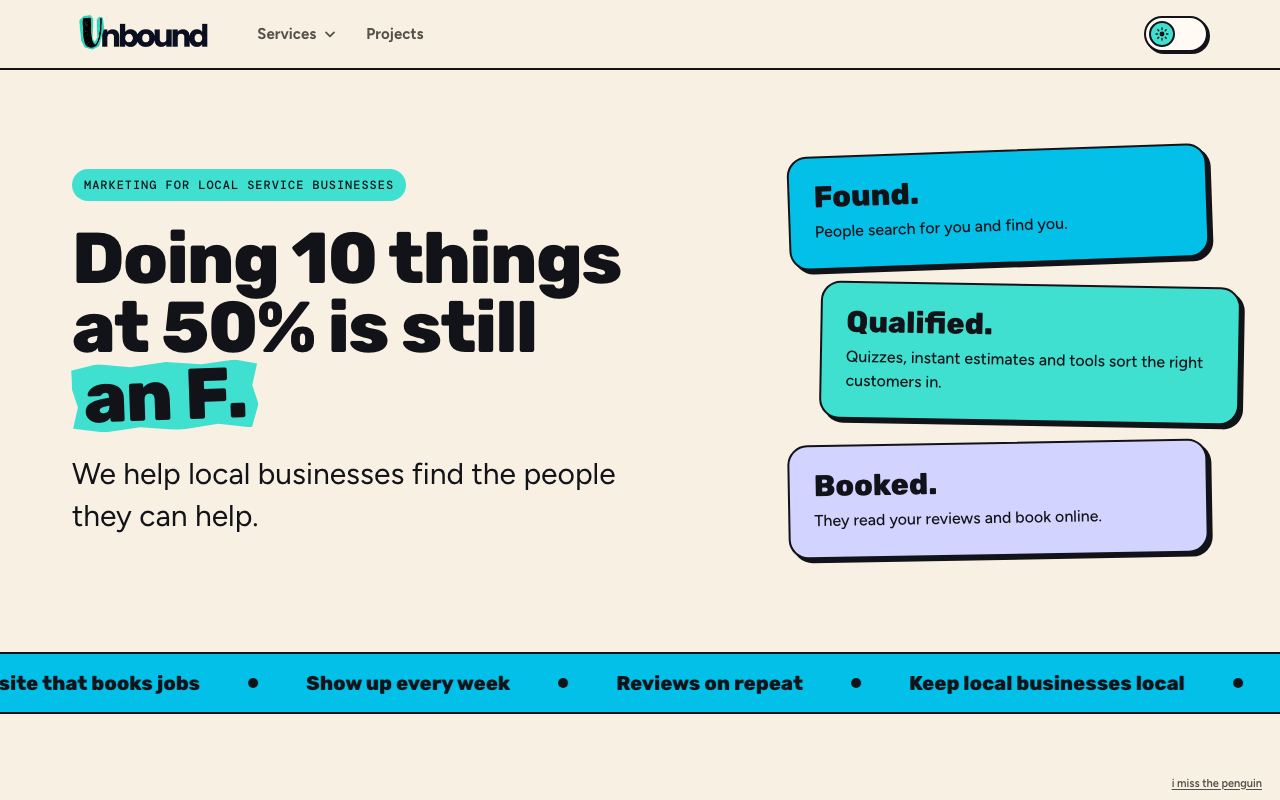 Unbound
Services
Projects
MARKETING FOR LOCAL SERVICE BUSINESSES
Doing 10 things
at 50% is still
an F.
We help local businesses find the people
they can help.
Found.
People search for you and find you.
Qualified.
Quizzes, instant estimates and tools sort the right
customers in.
Booked.
They read your reviews and book online.
site that books jobs • Show up every week • Reviews on repeat • Keep local businesses local •
i miss the penguin